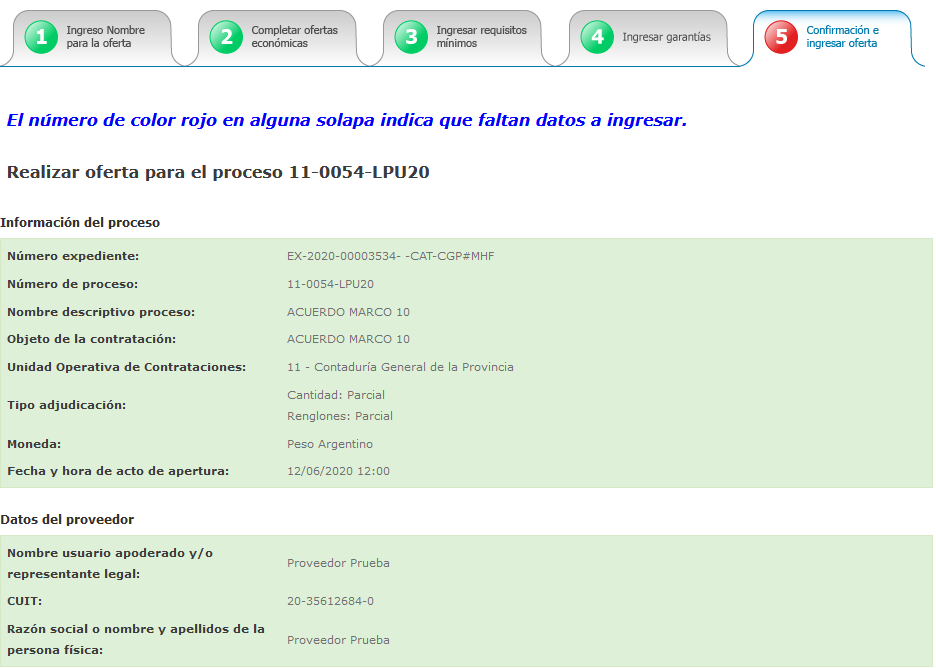 1 Ingreso Nombre para la oferta
2 Completar ofertas económicas
3 Ingresar requisitos mínimos
4 Ingresar garantías
5 Confirmación e ingresar oferta
El número de color rojo en alguna solapa indica que faltan datos a ingresar.
Realizar oferta para el proceso 11-0054-LPU20
Información del proceso
Número expediente: EX-2020-00003534- -CAT-CGP#MHF
Número de proceso: 11-0054-LPU20
Nombre descriptivo proceso: ACUERDO MARCO 10
Objeto de la contratación: ACUERDO MARCO 10
Unidad Operativa de Contrataciones: 11 - Contaduría General de la Provincia
Tipo adjudicación: Cantidad: Parcial
Renglones: Parcial
Moneda: Peso Argentino
Fecha y hora de acto de apertura: 12/06/2020 12:00
Datos del proveedor
Nombre usuario apoderado y/o
representante legal: Proveedor Prueba
CUIT: 20-35612684-0
Razón social o nombre y apellidos de la
persona física: Proveedor Prueba